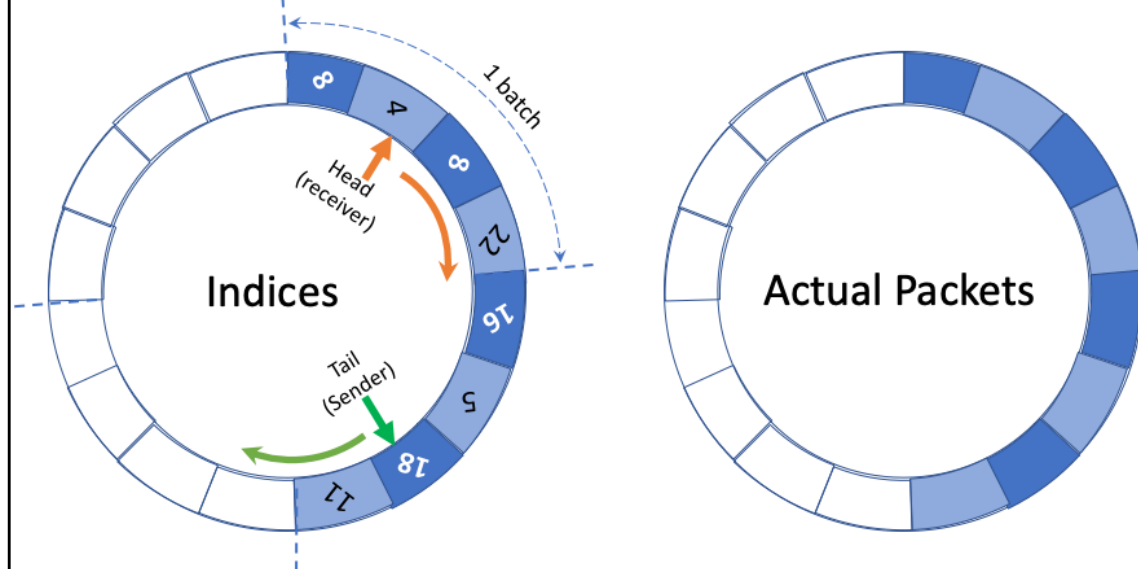 8
4
8
22
16
5
18
11
1 batch
Head
(receiver)
Indices
Tail
(Sender)
Actual Packets